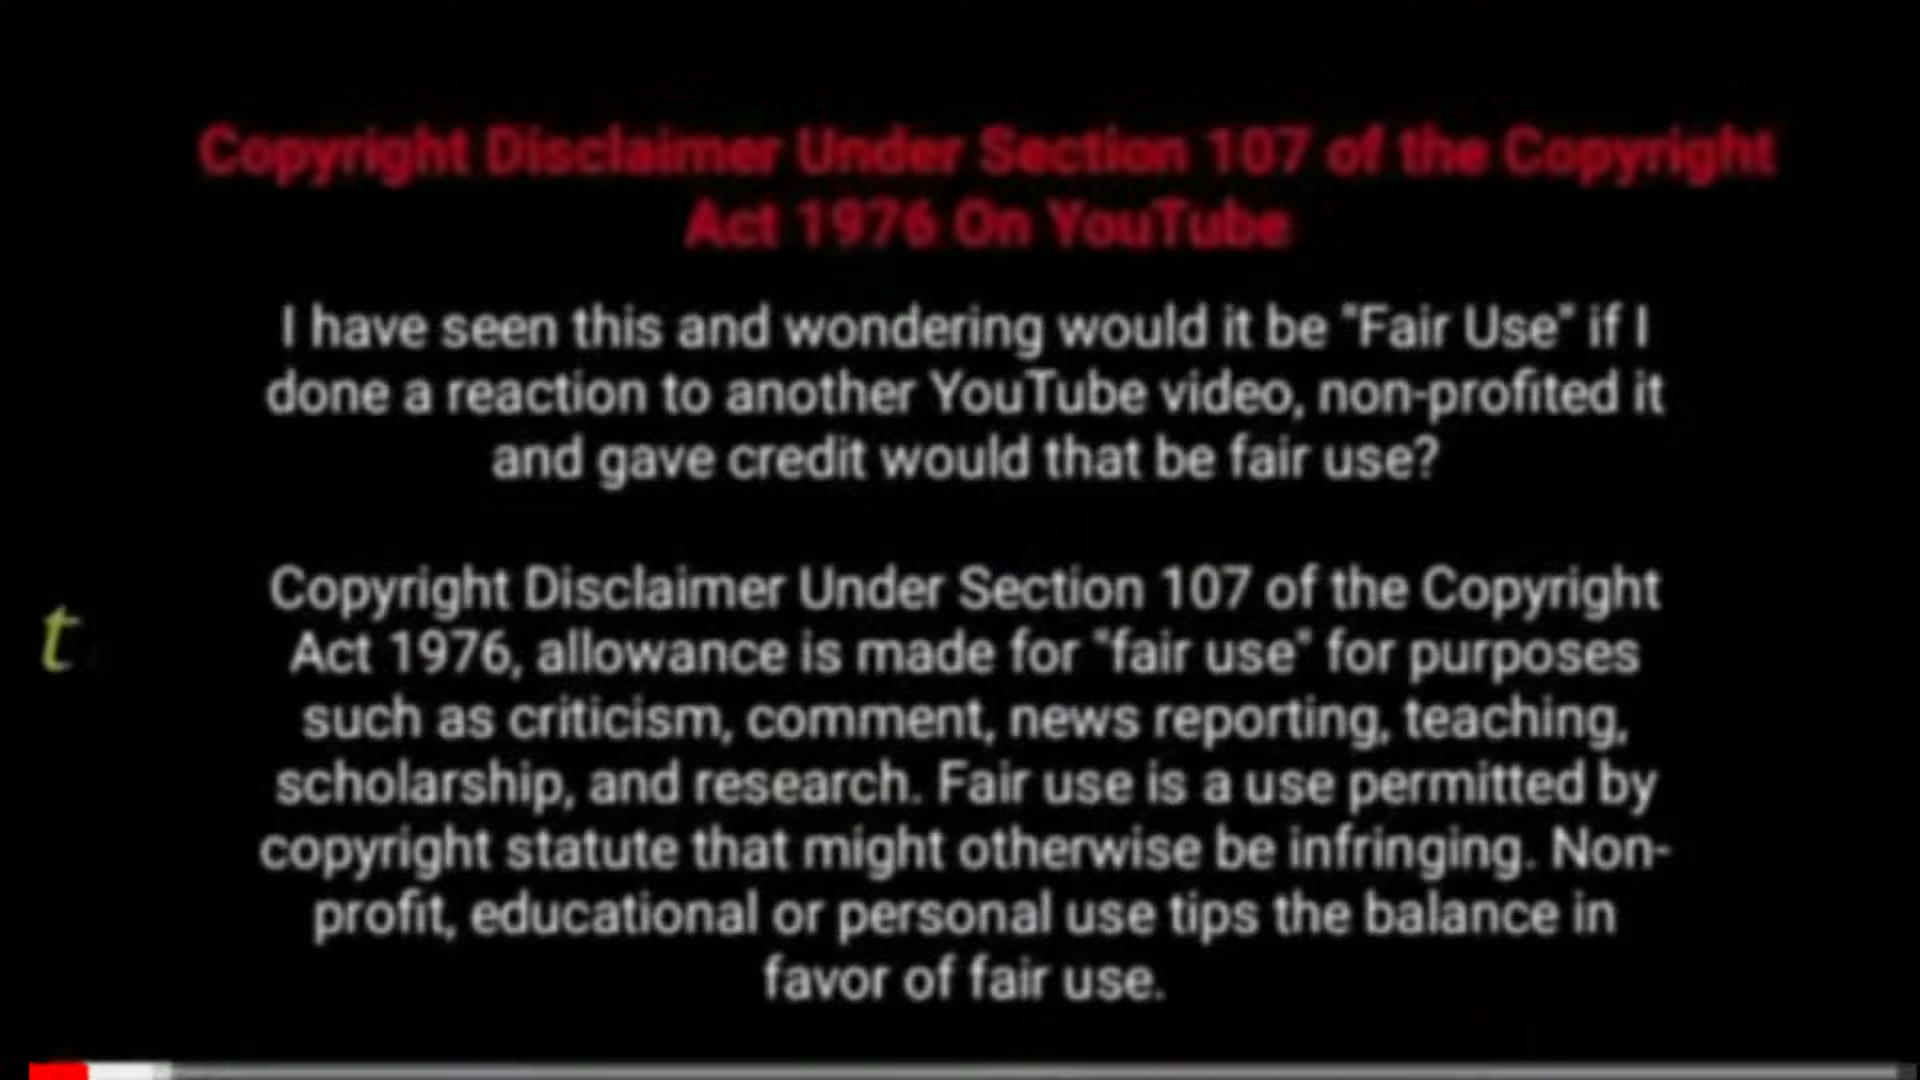 Copyright Disclaimer Under Section 107 of the Copyright
Act 1976 On YouTube
I have seen this and wondering would it be "Fair Use" if I
done a reaction to another YouTube video, non-profited it
and gave credit would that be fair use?
Copyright Disclaimer Under Section 107 of the Copyright
Act 1976, allowance is made for "fair use" for purposes
such as criticism, comment, news reporting, teaching,
scholarship, and research. Fair use is a use permitted by
copyright statute that might otherwise be infringing. Non-
profit, educational or personal use tips the balance in
favor of fair use.
t